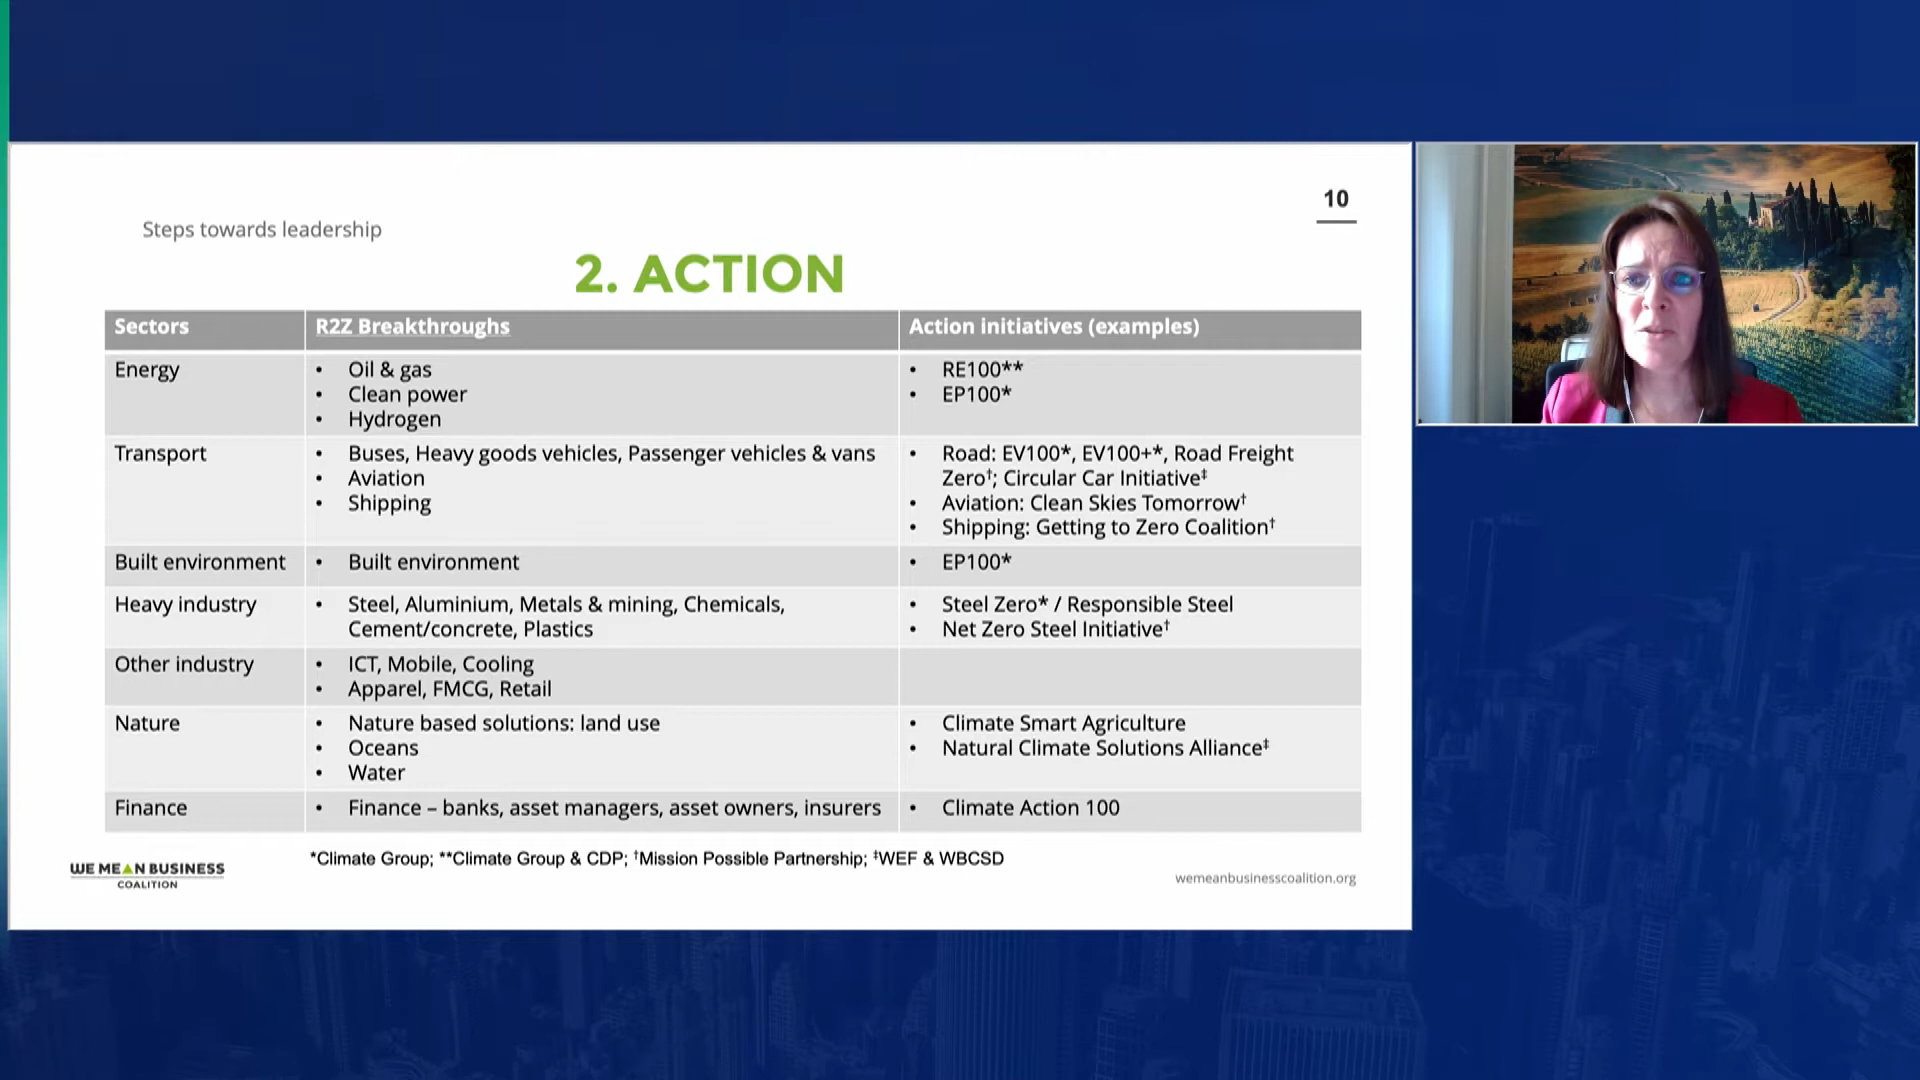 10
Steps towards leadership
2. ACTION
Sectors
R2Z Breakthroughs
Action initiatives (examples)
Energy
• Oil & gas
• Clean power
• Hydrogen
• RE100**
• EP100*
Transport
• Buses, Heavy goods vehicles, Passenger vehicles & vans
• Aviation
• Shipping
• Road: EV100*, EV100+*, Road Freight
Zero†; Circular Car Initiative‡
• Aviation: Clean Skies Tomorrow†
• Shipping: Getting to Zero Coalition†
Built environment
• Built environment
• EP100*
Heavy industry
• Steel, Aluminium, Metals & mining, Chemicals,
Cement/concrete, Plastics
• Steel Zero* / Responsible Steel
• Net Zero Steel Initiative†
Other industry
• ICT, Mobile, Cooling
• Apparel, FMCG, Retail
Nature
• Nature based solutions: land use
• Oceans
• Water
• Climate Smart Agriculture
• Natural Climate Solutions Alliance‡
Finance
• Finance – banks, asset managers, asset owners, insurers
• Climate Action 100
*Climate Group; **Climate Group & CDP; †Mission Possible Partnership; ‡WEF & WBCSD
WE MEAN BUSINESS
COALITION
wemeanbusinesscoalition.org